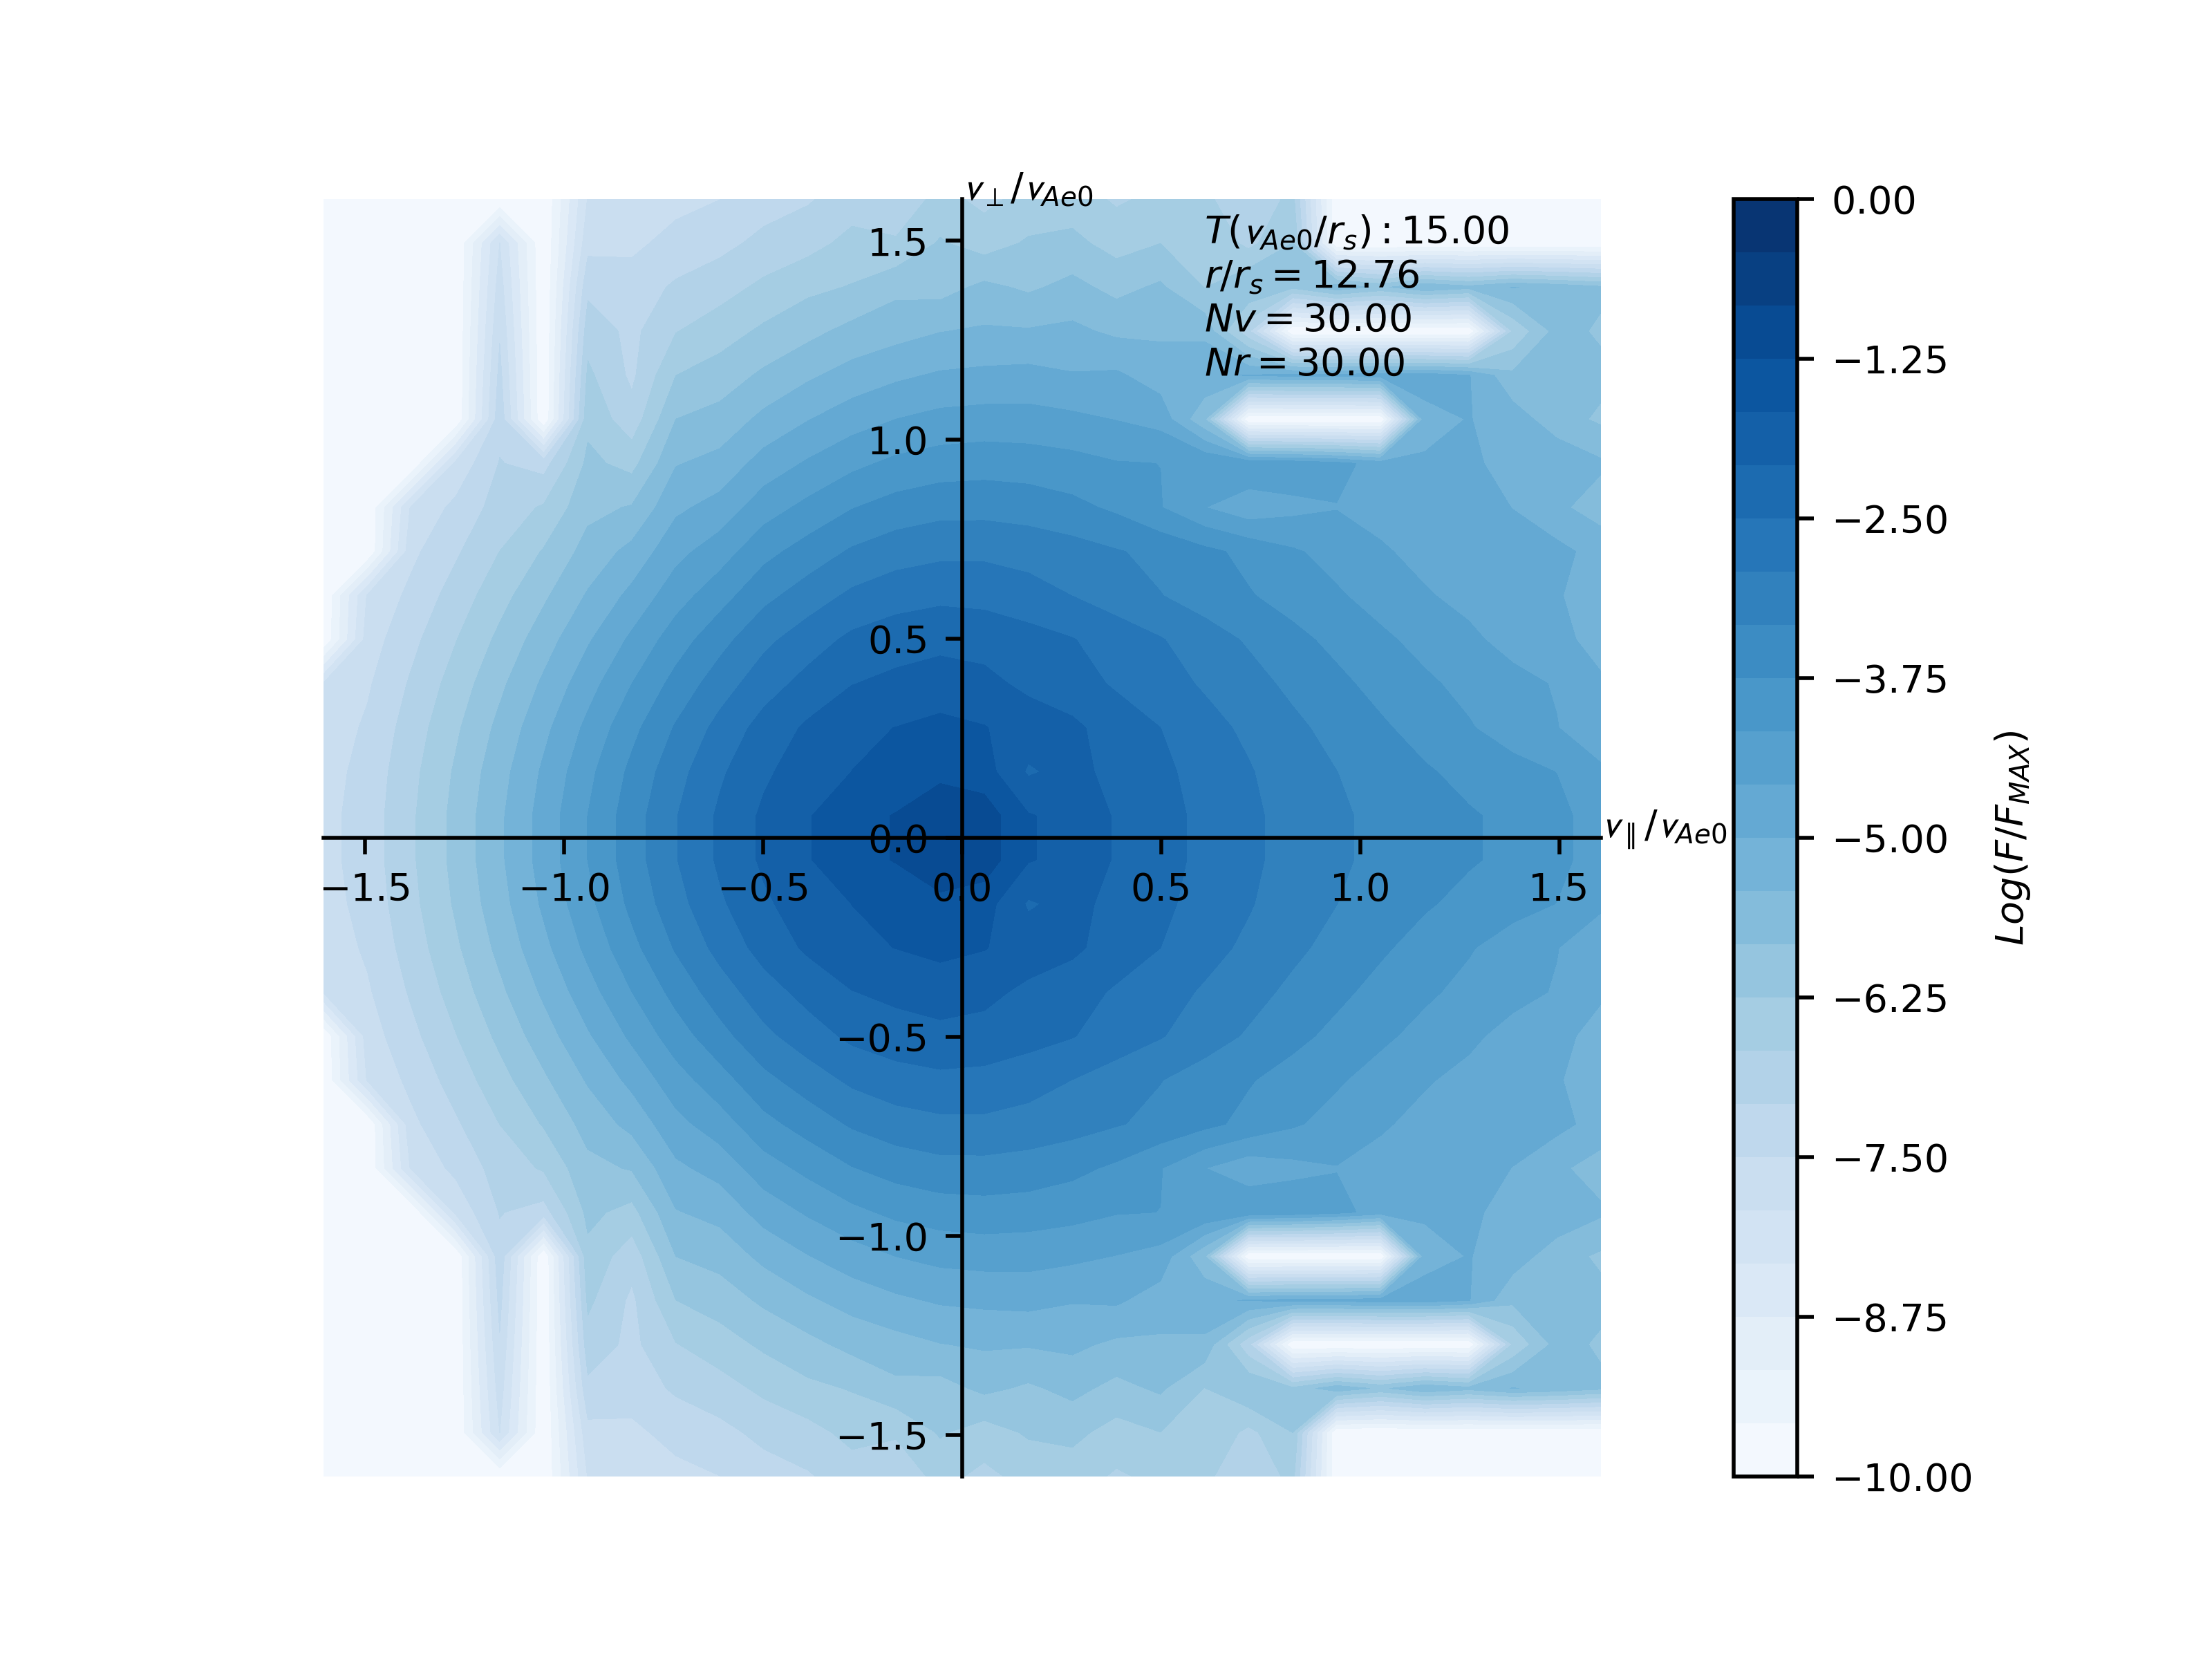 v⊥/vAe0
T(vAe0/rs) : 15.00
r/rs = 12.76
Nv = 30.00
Nr = 30.00
1.5
1.0
0.5
0.0
−0.5
−1.0
−1.5
−1.5 −1.0 −0.5 0.0 0.5 1.0 1.5
v∥/vAe0
0.00
−1.25
−2.50
−3.75
−5.00
−6.25
−7.50
−8.75
−10.00
Log(F/FMAX)